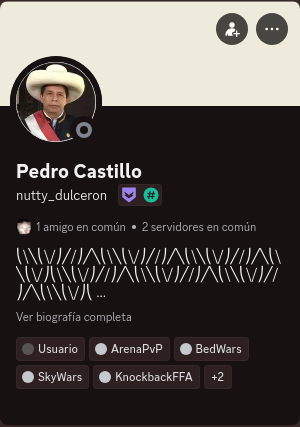 Pedro Castillo
nutty_dulceron
1 amigo en común • 2 servidores en común
...
Ver biografía completa
Usuario
ArenaPvP
BedWars
SkyWars
KnockbackFFA
+2